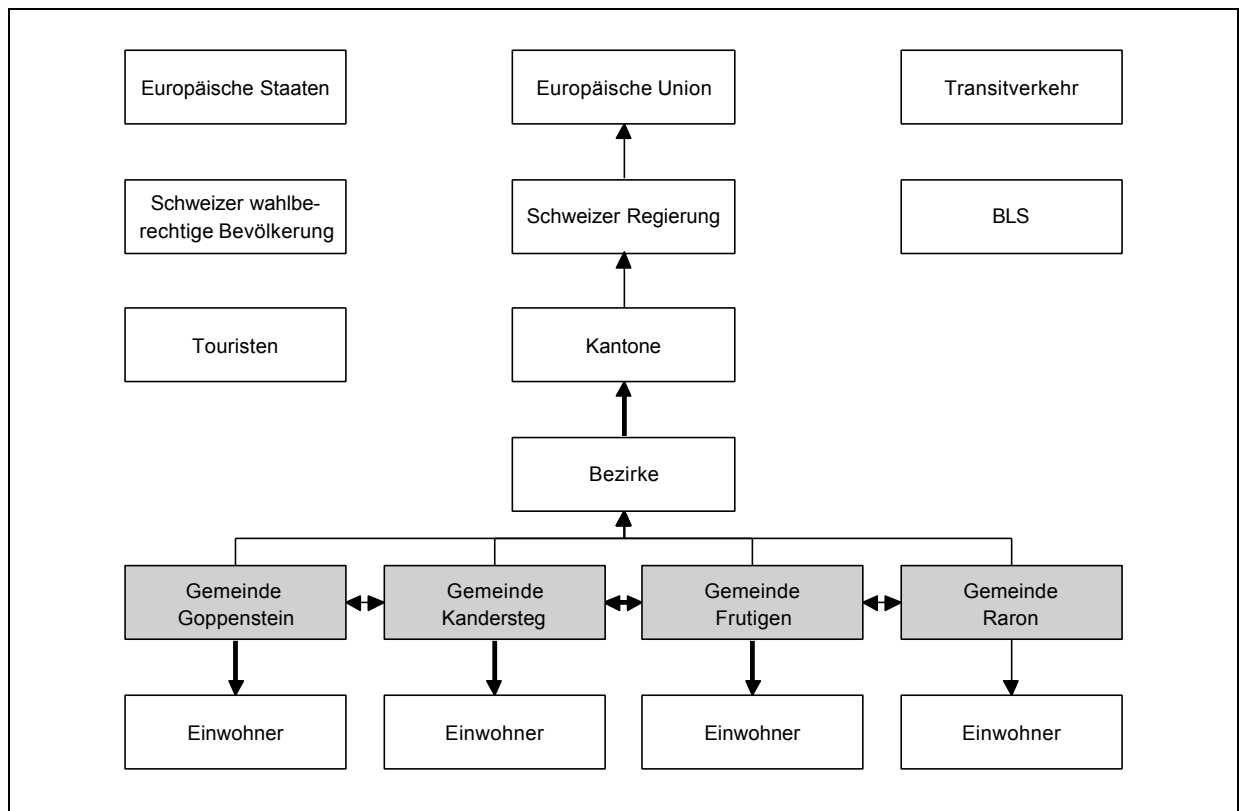 Europäische Staaten
Europäische Union
Transitverkehr
Schweizer wahlbe-
rechtige Bevölkerung
Schweizer Regierung
BLS
Touristen
Kantone
Bezirke
Gemeinde
Goppenstein
Gemeinde
Kandersteg
Gemeinde
Frutigen
Gemeinde
Raron
Einwohner
Einwohner
Einwohner
Einwohner